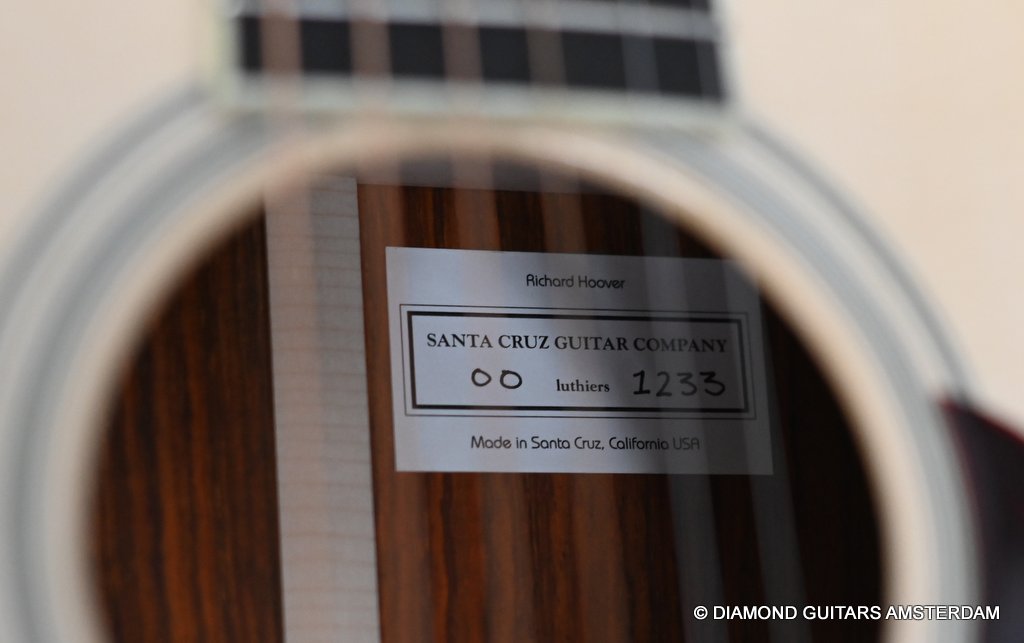 Richard Hoover
SANTA CRUZ GUITAR COMPANY
00 luthiers 1233
Made in Santa Cruz, California USA
© DIAMOND GUITARS AMSTERDAM